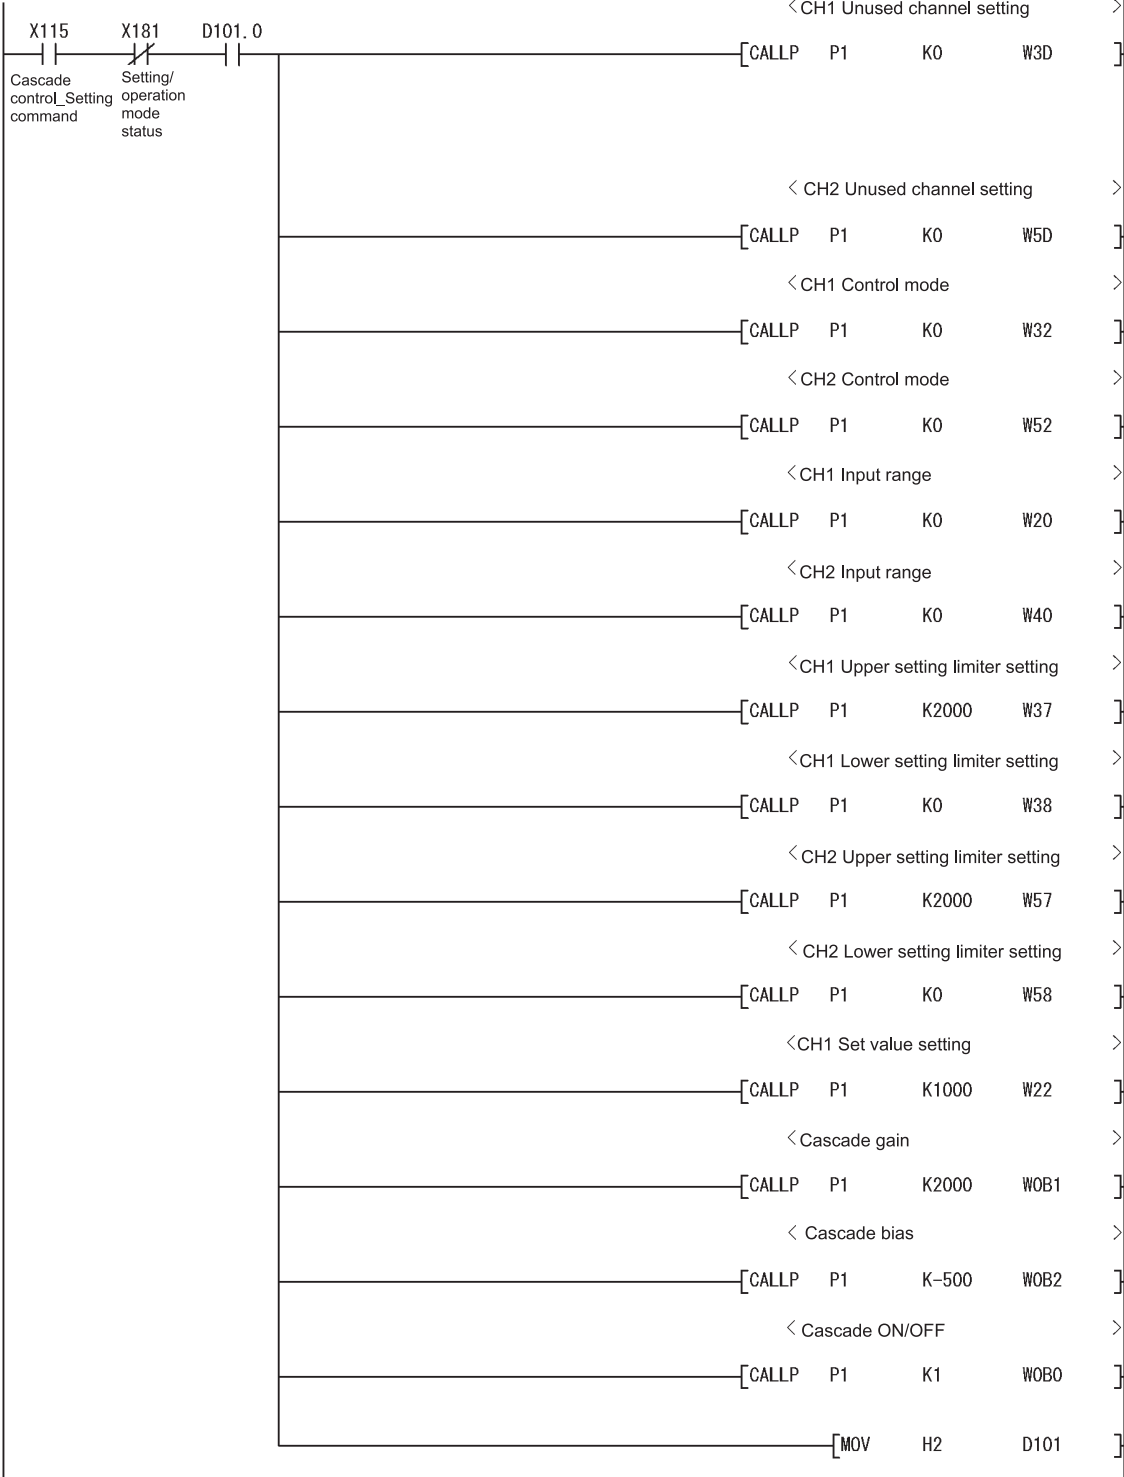 <CH1 Unused channel setting >
X115 X181 D101.0
[CALLP P1 K0 W3D ]
Cascade control_Setting command
Setting/ operation mode status
< CH2 Unused channel setting >
[CALLP P1 K0 W5D ]
<CH1 Control mode >
[CALLP P1 K0 W32 ]
<CH2 Control mode >
[CALLP P1 K0 W52 ]
<CH1 Input range >
[CALLP P1 K0 W20 ]
<CH2 Input range >
[CALLP P1 K0 W40 ]
<CH1 Upper setting limiter setting >
[CALLP P1 K2000 W37 ]
<CH1 Lower setting limiter setting >
[CALLP P1 K0 W38 ]
<CH2 Upper setting limiter setting >
[CALLP P1 K2000 W57 ]
< CH2 Lower setting limiter setting >
[CALLP P1 K0 W58 ]
<CH1 Set value setting >
[CALLP P1 K1000 W22 ]
<Cascade gain >
[CALLP P1 K2000 W0B1 ]
< Cascade bias >
[CALLP P1 K-500 W0B2 ]
< Cascade ON/OFF >
[CALLP P1 K1 W0B0 ]
[MOV H2 D101 ]